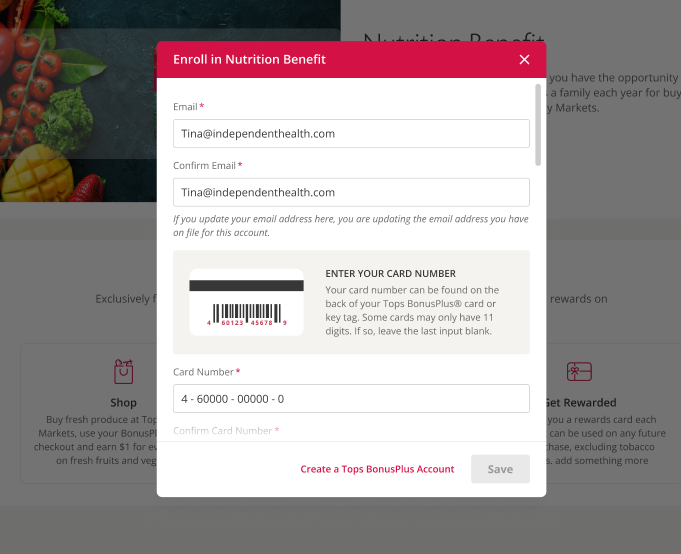 Nutrition Benefit
Enroll in Nutrition Benefit
you have the opportunity
a family each year for buy
y Markets.
Email *
Tina@independenthealth.com
Confirm Email *
Tina@independenthealth.com
If you update your email address here, you are updating the email address you have
on file for this account.
ENTER YOUR CARD NUMBER
Your card number can be found on the
back of your Tops BonusPlus® card or
key tag. Some cards may only have 11
digits. If so, leave the last input blank.
4 60123 45678 9
Exclusively f
rewards on
Card Number *
4 - 60000 - 00000 - 0
Confirm Card Number *
Shop
Buy fresh produce at Top
Markets, use your BonusPl
checkout and earn $1 for ev
on fresh fruits and veg
Get Rewarded
you a rewards card each
can be used on any future
chase, excluding tobacco
s. add something more
Create a Tops BonusPlus Account
Save